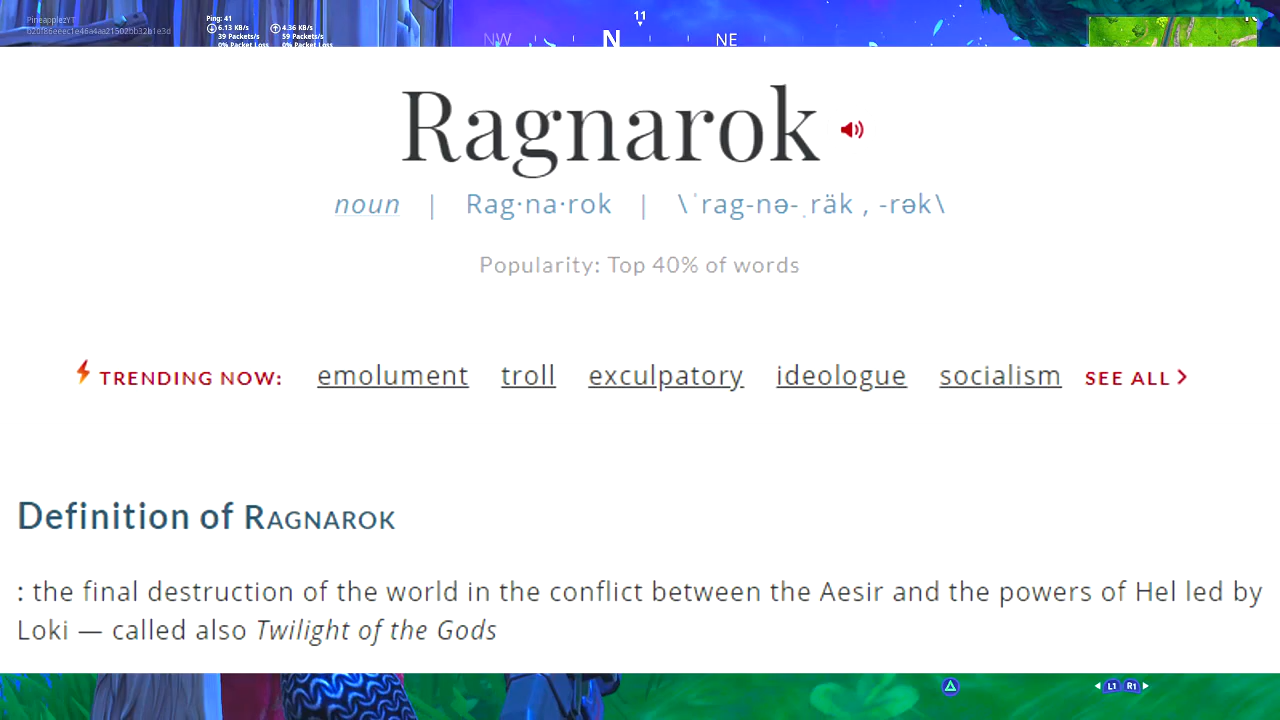 PineapplezYT
Ping: 41
6.13 KB/s 4.36 KB/s
39 Packets/s 59 Packets/s
0% Packet Loss 0% Packet Loss
11
NW N NE
Ragnarok
noun | Rag·na·rok | \ ˈrag-nə-ˌräk , -rək\
Popularity: Top 40% of words
TRENDING NOW: emolument troll exculpatory ideologue socialism SEE ALL
Definition of RAGNAROK
: the final destruction of the world in the conflict between the Aesir and the powers of Hel led by
Loki — called also Twilight of the Gods
L1 R1